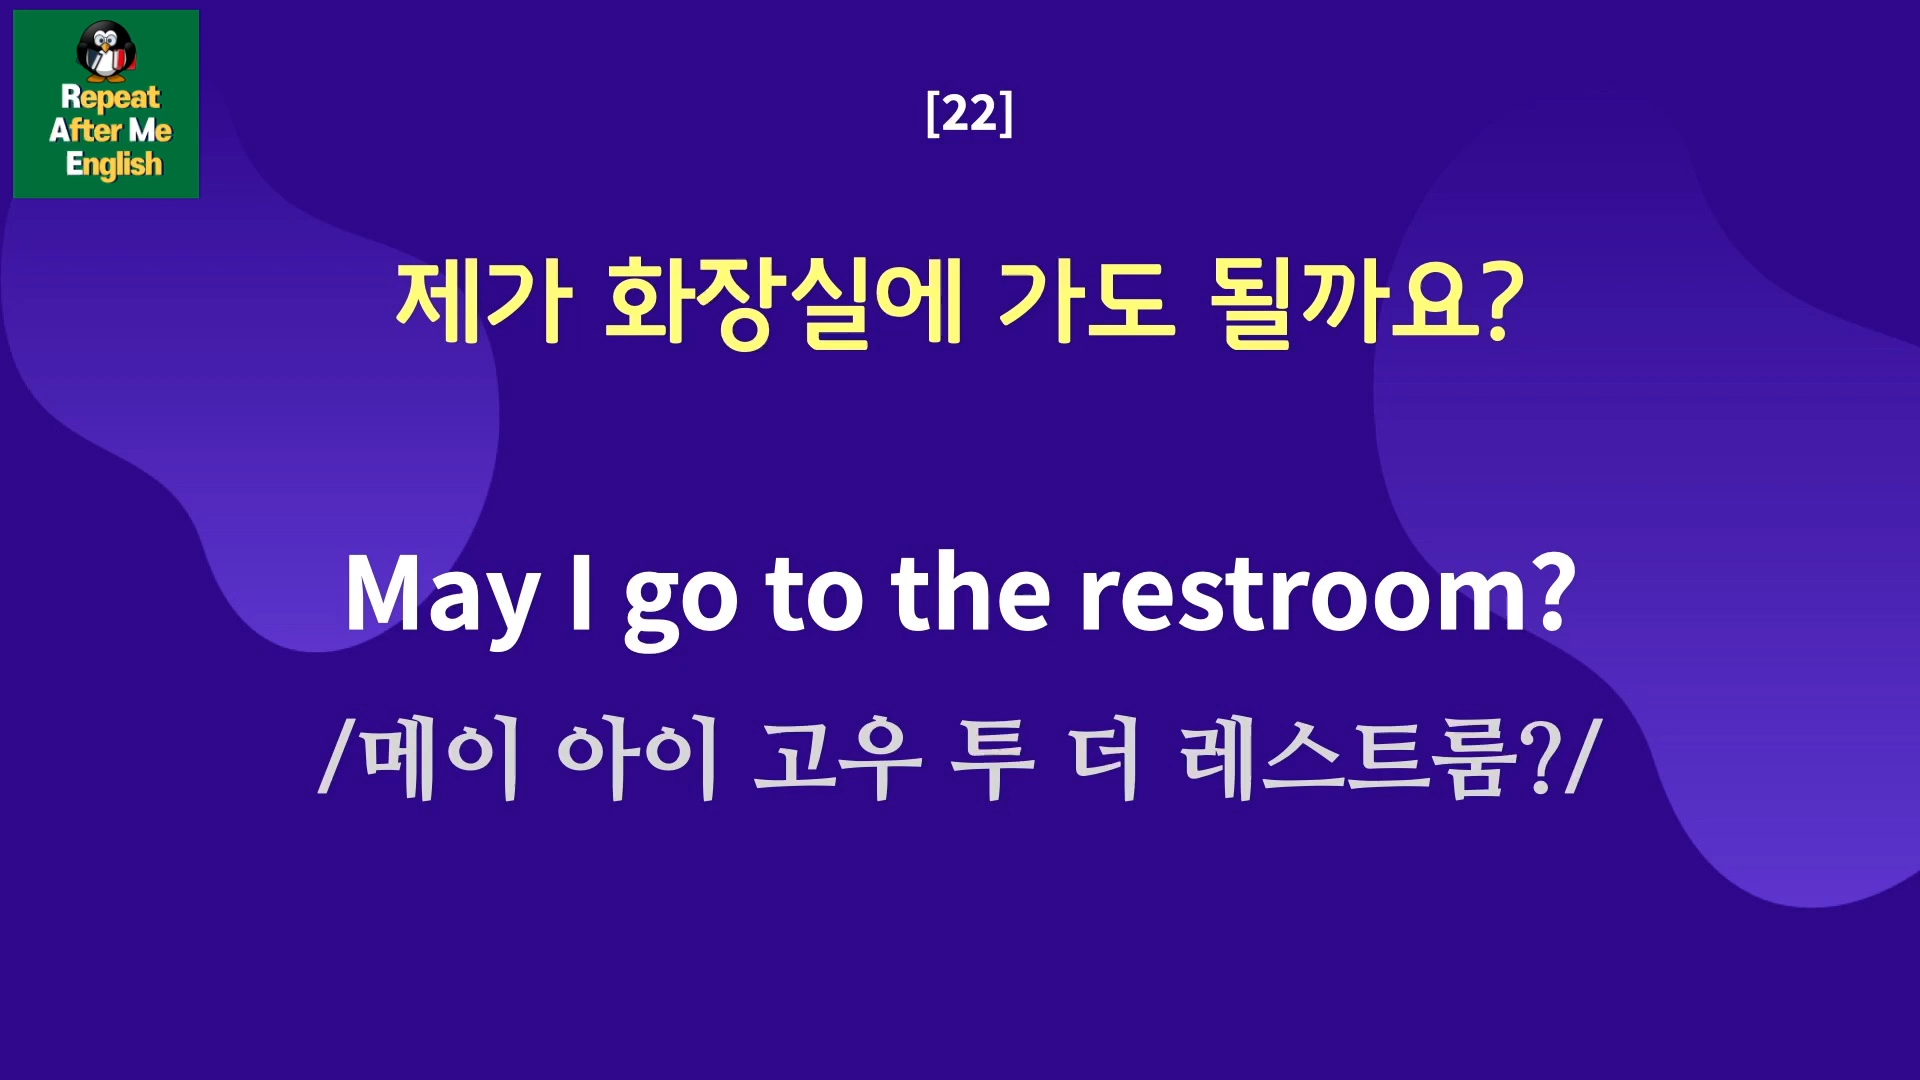 Repeat
After Me
English
[22]
제가 화장실에 가도 될까요?
May I go to the restroom?
/메이 아이 고우 투 더 레스트룸?/